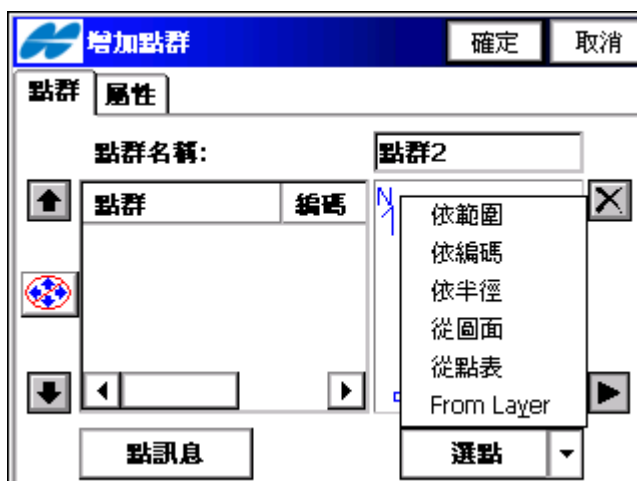 增加點群
確定
取消
點群
屬性
點群名稱:
點群2
點群
編碼
N
依範圍
依編碼
依半徑
從圖面
從點表
From Layer
點訊息
選點